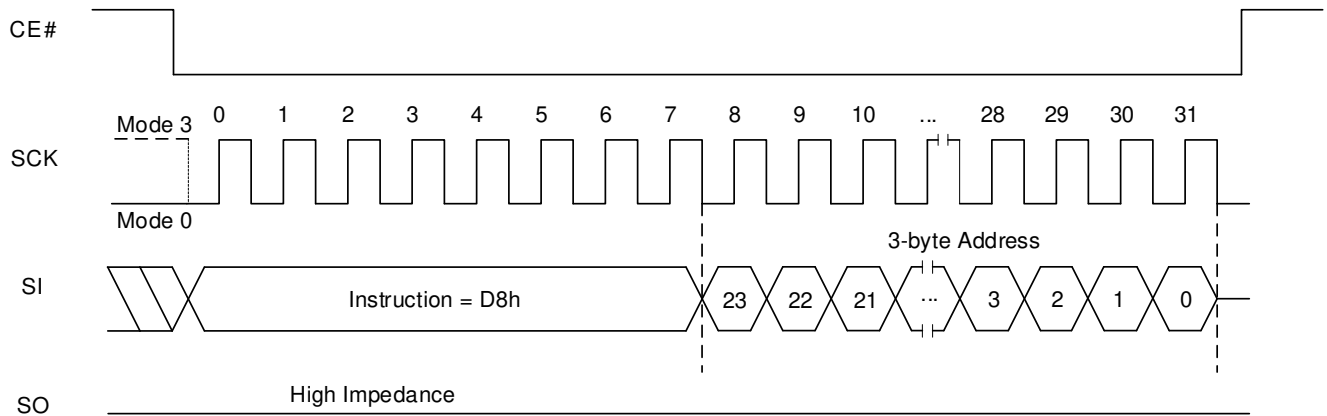 CE#
0 1 2 3 4 5 6 7 8 9 10 ... 28 29 30 31
Mode 3
SCK
Mode 0
3-byte Address
SI
Instruction = D8h 23 22 21 ... 3 2 1 0
High Impedance
SO